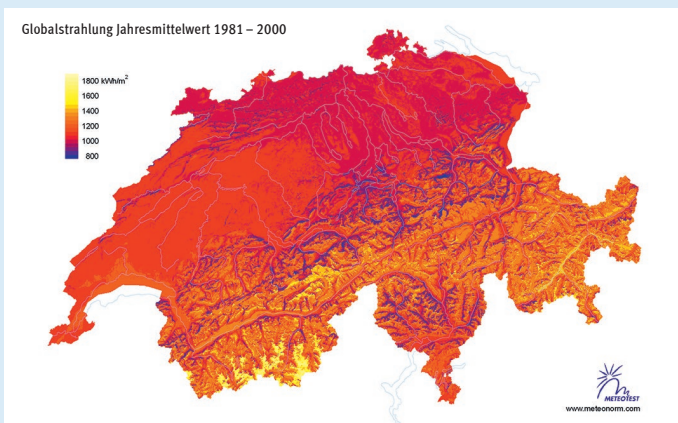 Globalstrahlung Jahresmittelwert 1981 – 2000
1800 kWh/m²
1600
1400
1200
1000
800
METEOTEST
www.meteonorm.com